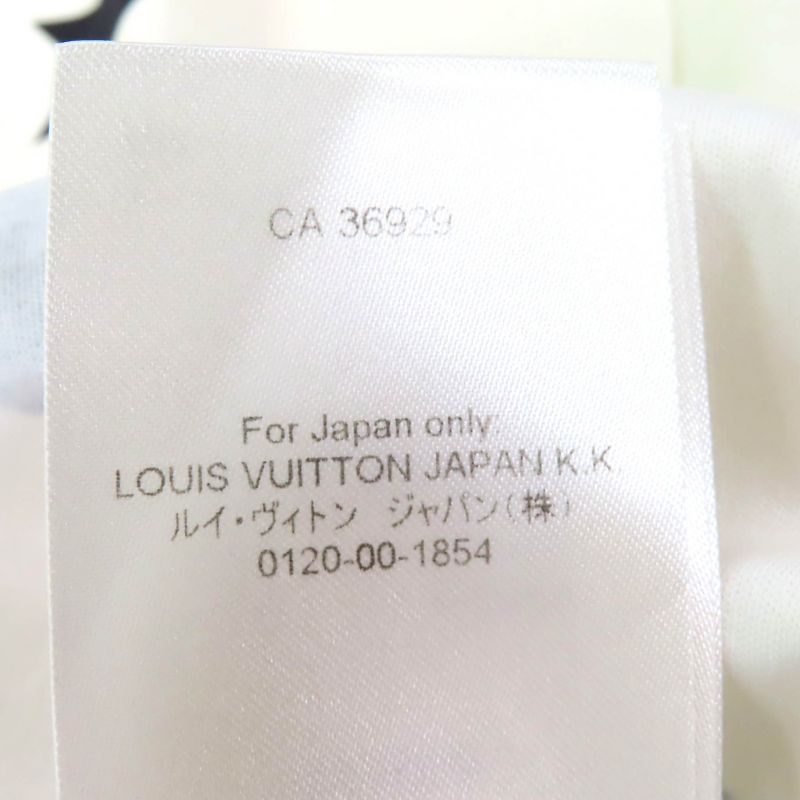 CA 36929
For Japan only:
LOUIS VUITTON JAPAN K.K.
ルイ・ヴィトン ジャパン(株)
0120-00-1854